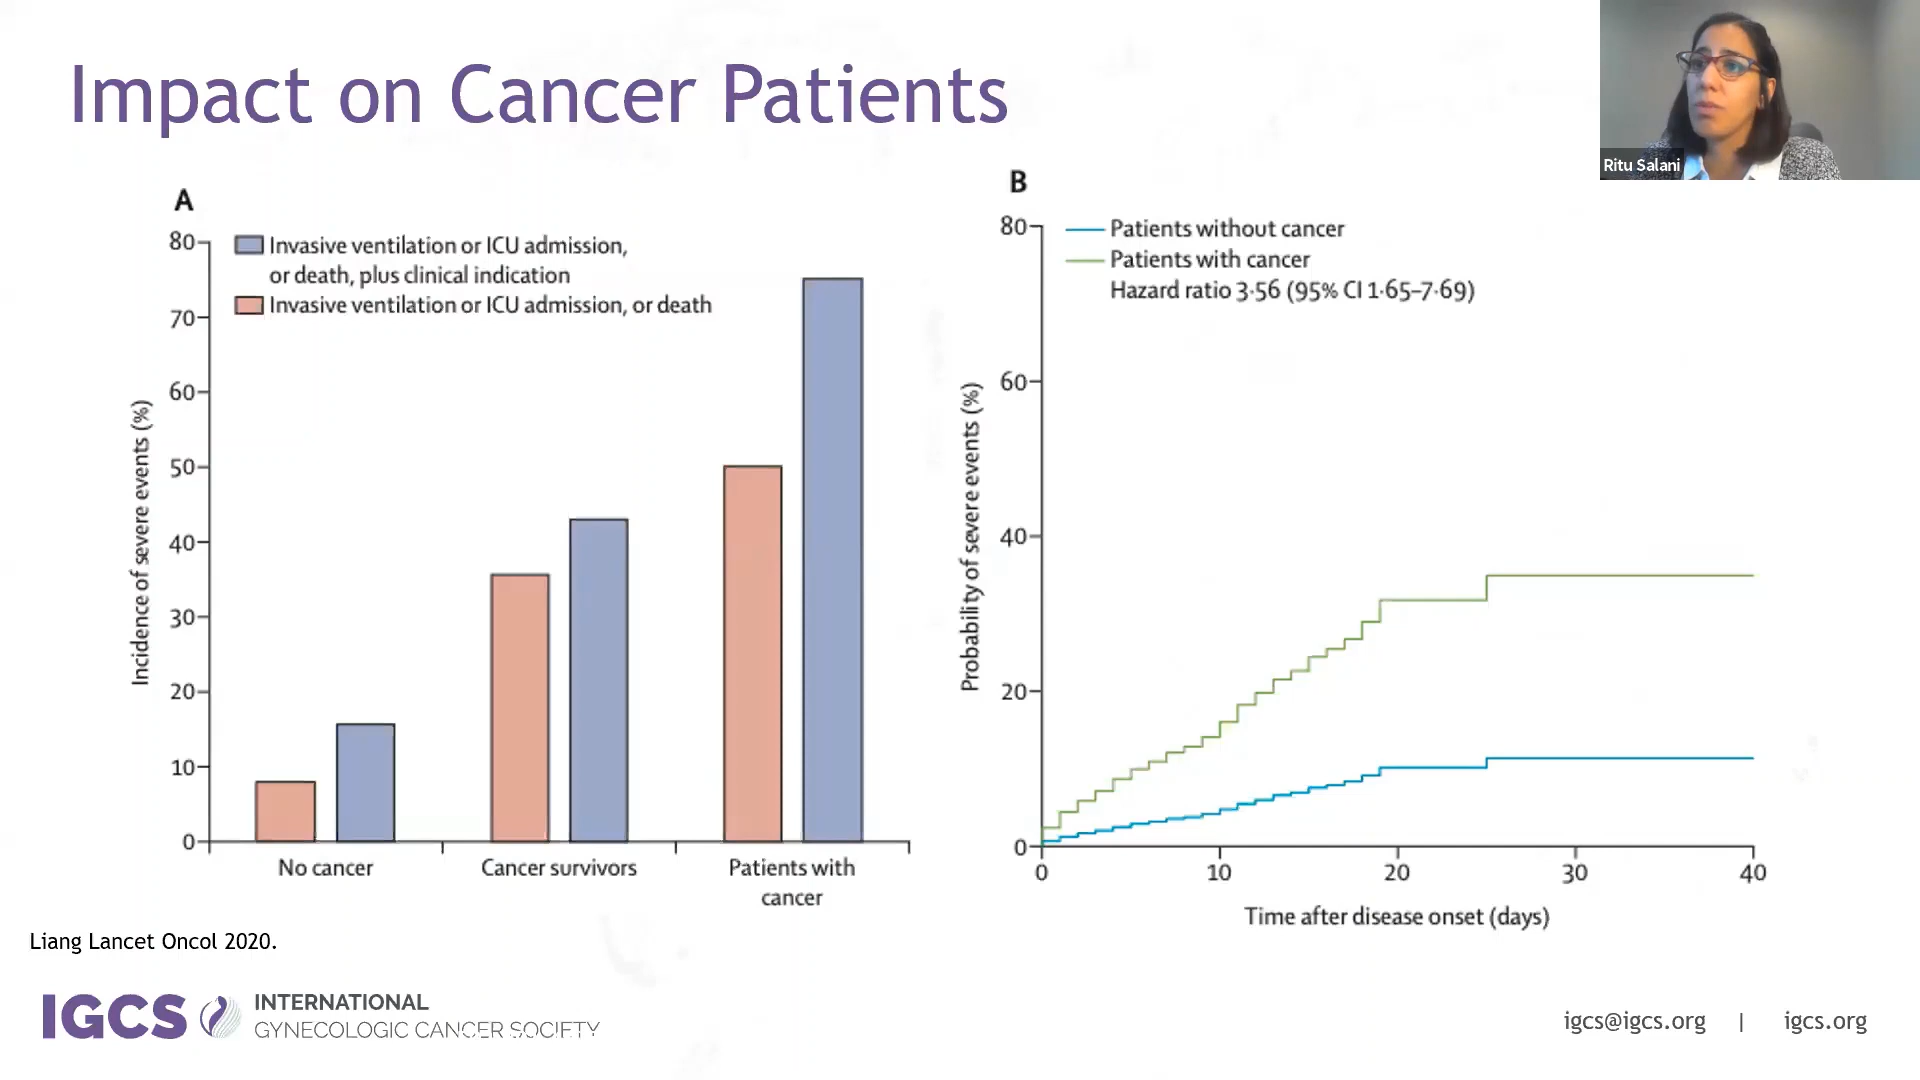 Impact on Cancer Patients
Ritu Salani
A
80
70
60
50
40
30
20
10
0
Incidence of severe events (%)
Invasive ventilation or ICU admission,
or death, plus clinical indication
Invasive ventilation or ICU admission, or death
No cancer
Cancer survivors
Patients with
cancer
B
80
60
40
20
0
Probability of severe events (%)
Patients without cancer
Patients with cancer
Hazard ratio 3·56 (95% CI 1·65–7·69)
0 10 20 30 40
Time after disease onset (days)
Liang Lancet Oncol 2020.
IGCS
INTERNATIONAL
GYNECOLOGIC CANCER SOCIETY
igcs@igcs.org | igcs.org